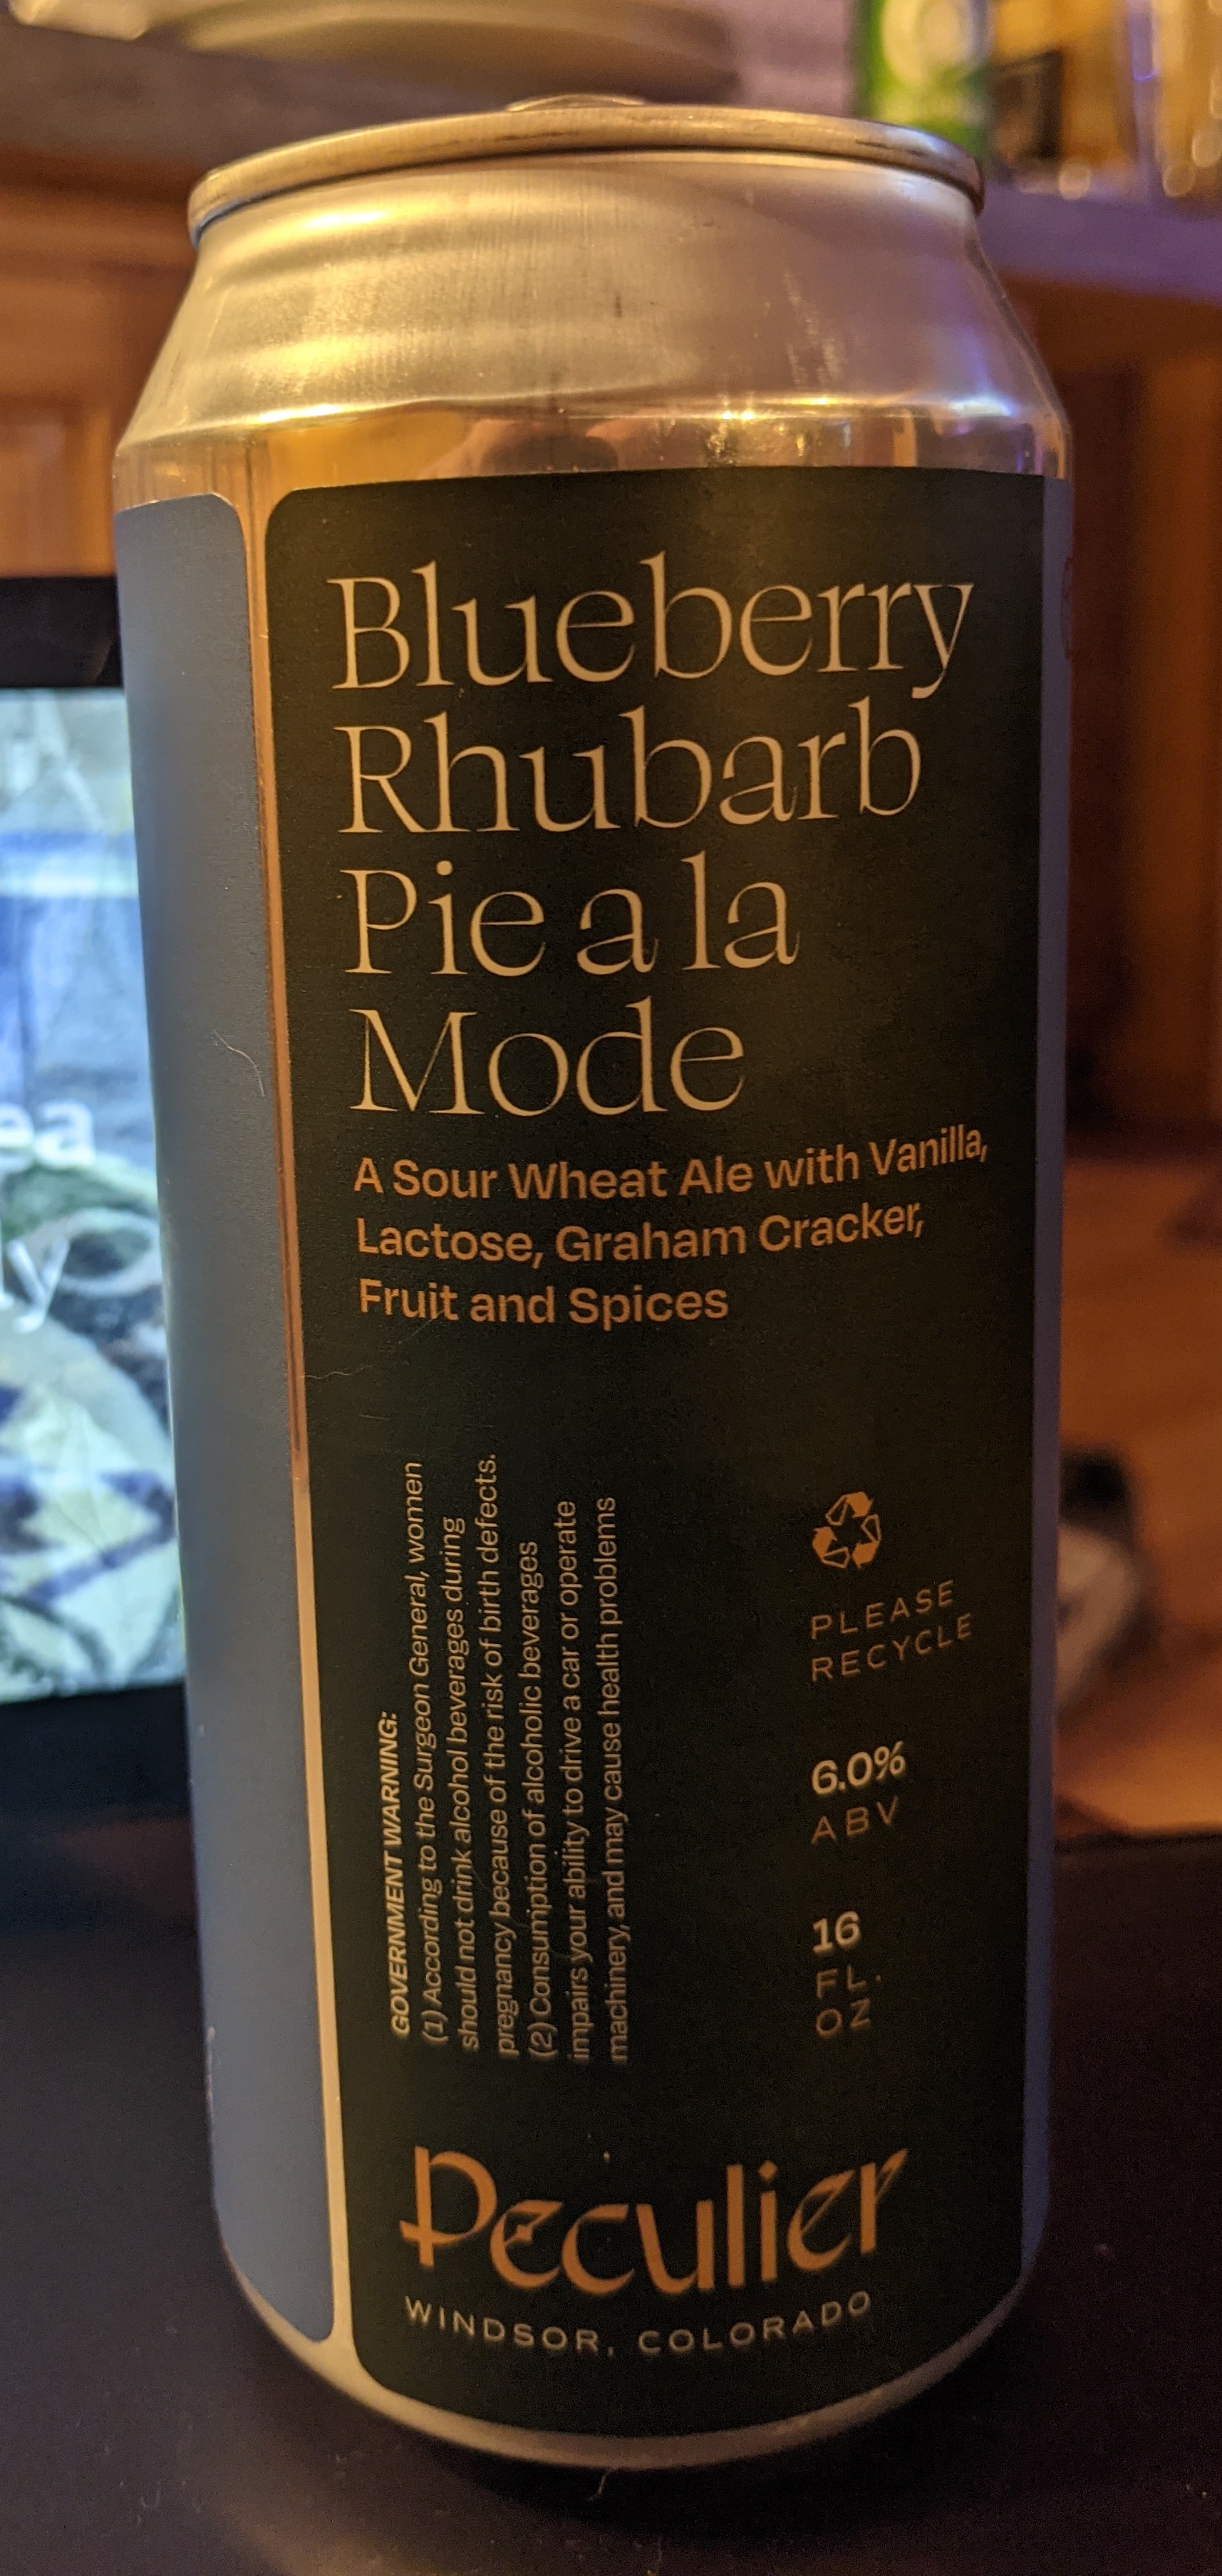 Blueberry
Rhubarb
Pie a la
Mode
A Sour Wheat Ale with Vanilla,
Lactose, Graham Cracker,
Fruit and Spices
GOVERNMENT WARNING:
(1) According to the Surgeon General, women
should not drink alcohol beverages during
pregnancy because of the risk of birth defects.
(2) Consumption of alcoholic beverages
impairs your ability to drive a car or operate
machinery, and may cause health problems
PLEASE
RECYCLE
6.0%
ABV
16
FL.
OZ
Peculier
WINDSOR, COLORADO